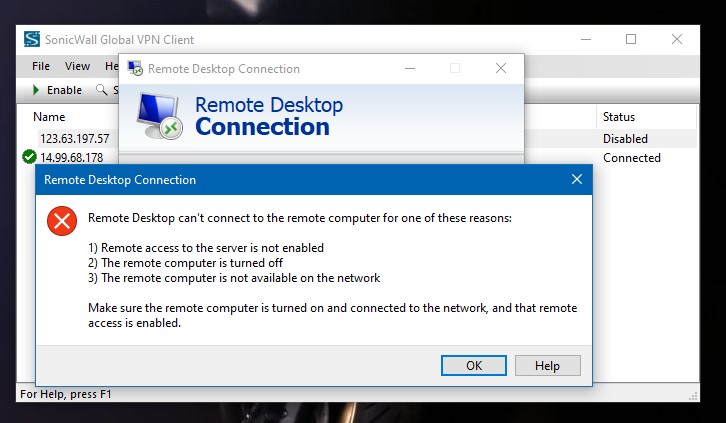 SonicWall Global VPN Client
File View He
Remote Desktop Connection
Enable S
Remote Desktop
Connection
Name
Status
123.63.197.57
Disabled
14.99.68.178
Connected
Remote Desktop Connection
Remote Desktop can't connect to the remote computer for one of these reasons:
1) Remote access to the server is not enabled
2) The remote computer is turned off
3) The remote computer is not available on the network
Make sure the remote computer is turned on and connected to the network, and that remote
access is enabled.
OK Help
For Help, press F1